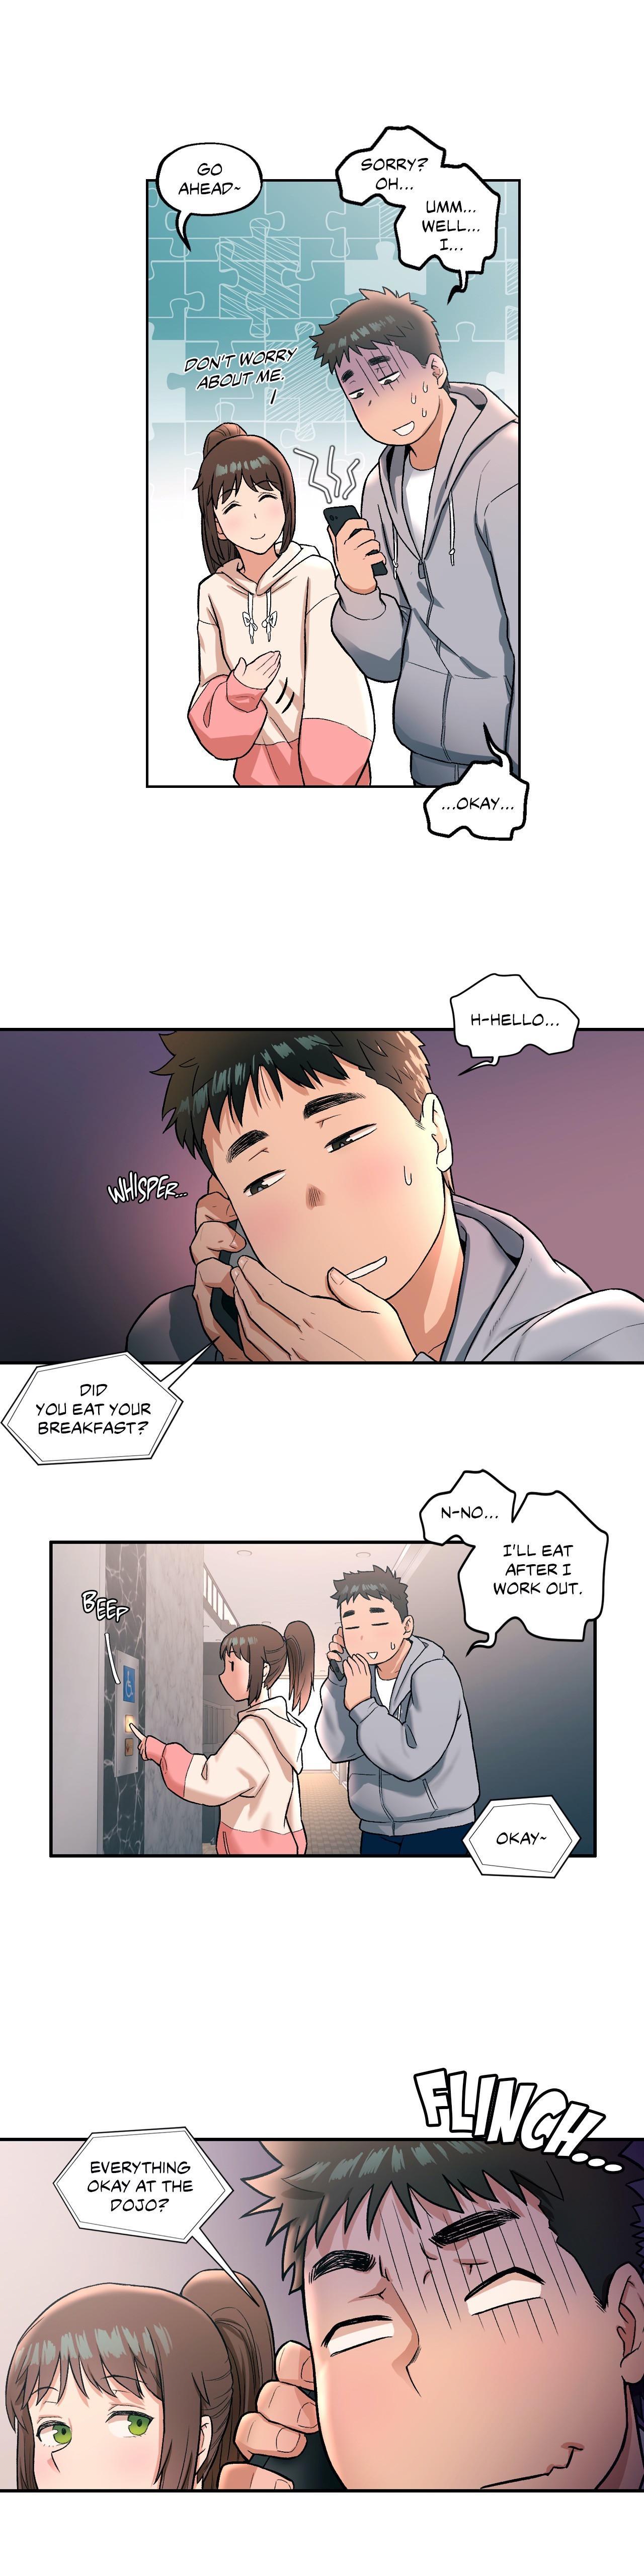 GO
AHEAD~
SORRY?
OH...
UMM...
WELL...
I...
DON'T WORRY
ABOUT ME.
...OKAY...
H-HELLO...
WHISPER...
DID
YOU EAT YOUR
BREAKFAST?
N-NO...
I'LL EAT
AFTER I
WORK OUT.
BEEP
OKAY~
FLINCH...
EVERYTHING
OKAY AT THE
DOJO?